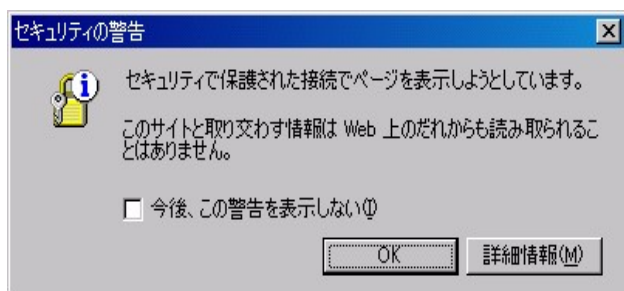 セキュリティの警告
セキュリティで保護された接続でページを表示しようとしています。
このサイトと取り交わす情報は Web 上のだれからも読み取られるこ
とはありません。
今後、この警告を表示しない(I)
OK 詳細情報(M)